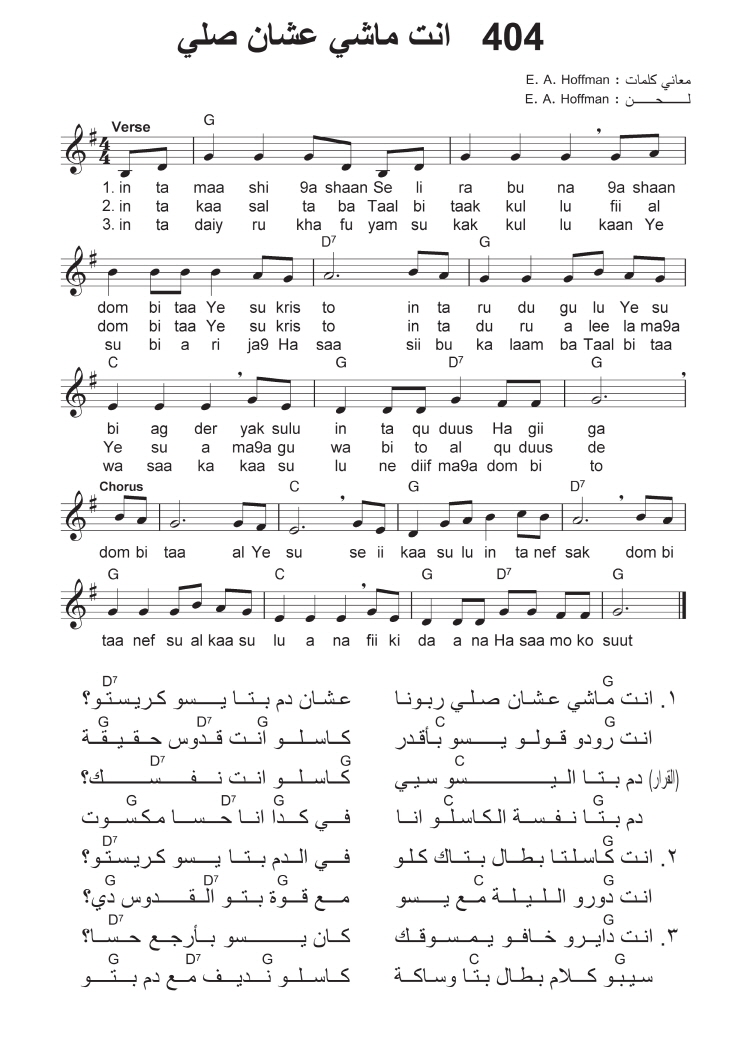 404 انت ماشي عشان صلي
معاني كلمات : E. A. Hoffman
لـــحـــن : E. A. Hoffman
Verse G
1. in ta maa shi 9a shaan Se li ra bu na 9a shaan
2. in ta kaa sal ta ba Taal bi taak kul lu fii al
3. in ta daiy ru kha fu yam su kak kul lu kaan Ye
D7 G
dom bi taa Ye su kris to in ta ru du gu lu Ye su
dom bi taa Ye su kris to in ta du ru a lee la ma9a
su bi a ri ja9 Ha saa sii bu ka laam ba Taal bi taa
C G D7 G
bi ag der yak sulu in ta qu duus Ha gii ga
Ye su a ma9a gu wa bi to al qu duus de
wa saa ka kaa su lu ne diif ma9a dom bi to
Chorus C G D7
dom bi taa al Ye su se ii kaa su lu in ta nef sak dom bi
G C G D7 G
taa nef su al kaa su lu a na fii ki da a na Ha saa mo ko suut
G D7
١. انت ماشي عشان صلي ربونا عشان دم بتا يسو كريستو؟
C G D7 G
انت رودو قولو يسو بأقدر كاسلو انت قدوس حقيقة
C G
(القرار) دم بتا اليسو سيي كاسلو انت نفسك؟
G C G D7 G
دم بتا نفسة الكاسلو انا في كدا انا حسا مكسوت
G D7
٢. انت كاسلتا بطال بتاك كلو في الدم بتا يسو كريستو؟
G C G D7 G
انت دورو الليلة مع يسو مع قوة بتو القدوس دي؟
G D7
٣. انت دايرو خافو يمسوقك كان يسو بأرجع حسا؟
G C G D7 G
سيبو كلام بطال بتا وساكة كاسلو نديف مع دم بتو